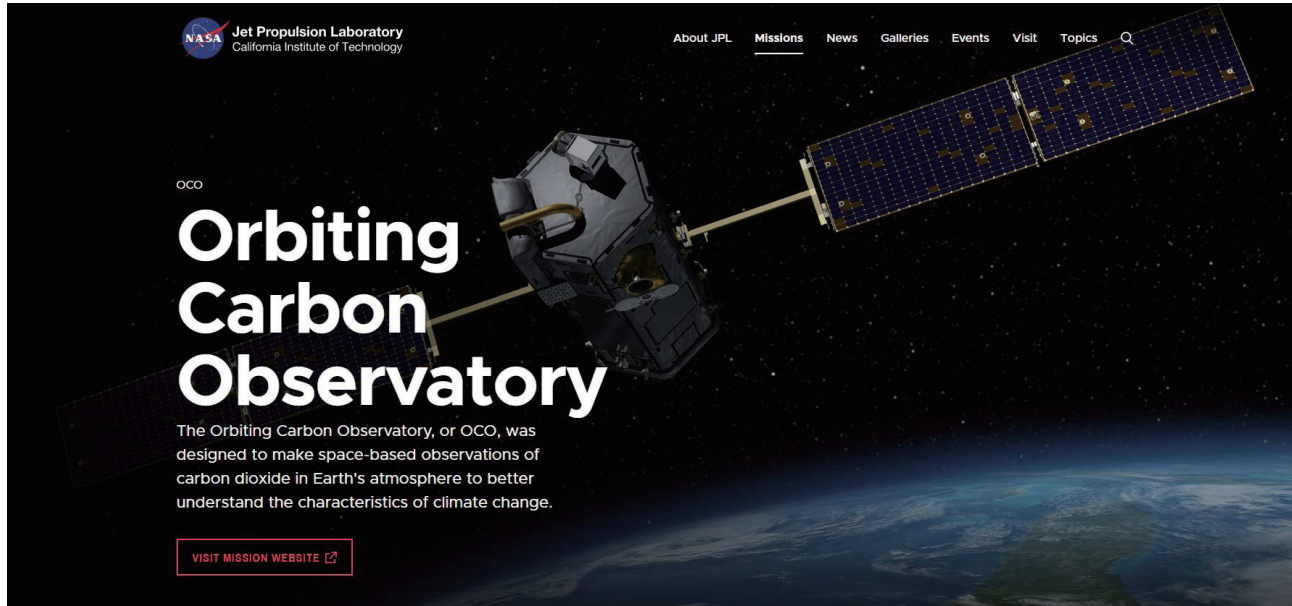 NASA
Jet Propulsion Laboratory
California Institute of Technology
About JPL Missions News Galleries Events Visit Topics
OCO
Orbiting
Carbon
Observatory
The Orbiting Carbon Observatory, or OCO, was
designed to make space-based observations of
carbon dioxide in Earth's atmosphere to better
understand the characteristics of climate change.
VISIT MISSION WEBSITE